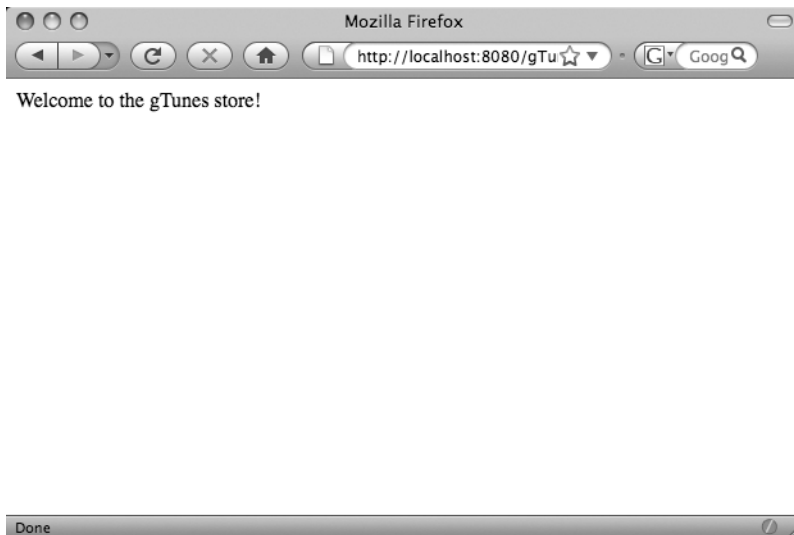 Mozilla Firefox
http://localhost:8080/gTu
G
Goog
Welcome to the gTunes store!
Done